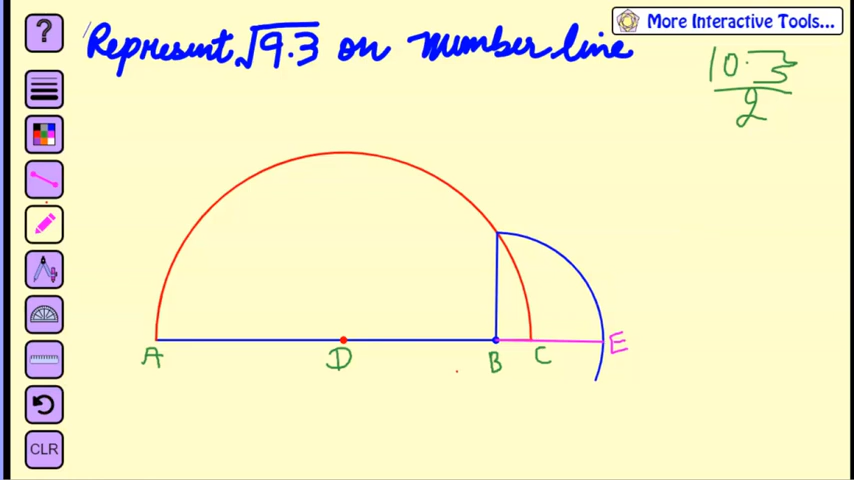 ?
More Interactive Tools...
Represent √9.3 on number line
10.3
2
A D B C E
CLR